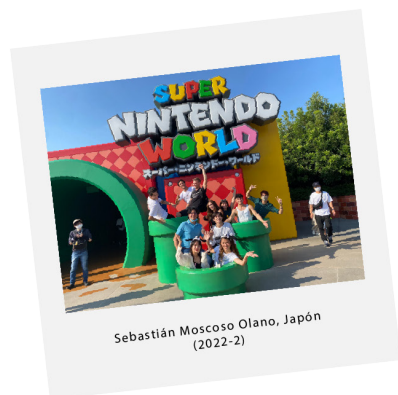 SUPER
NINTENDO
WORLD
スーパー・ニンテンドー・ワールド
Sebastián Moscoso Olano, Japón
(2022-2)